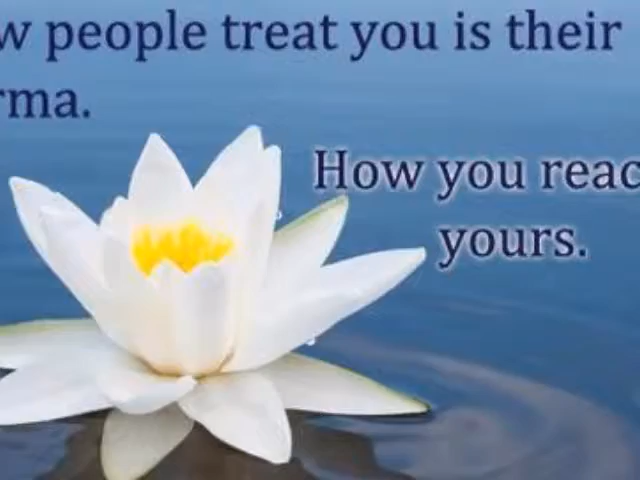 w people treat you is their
rma.
How you reac
yours.